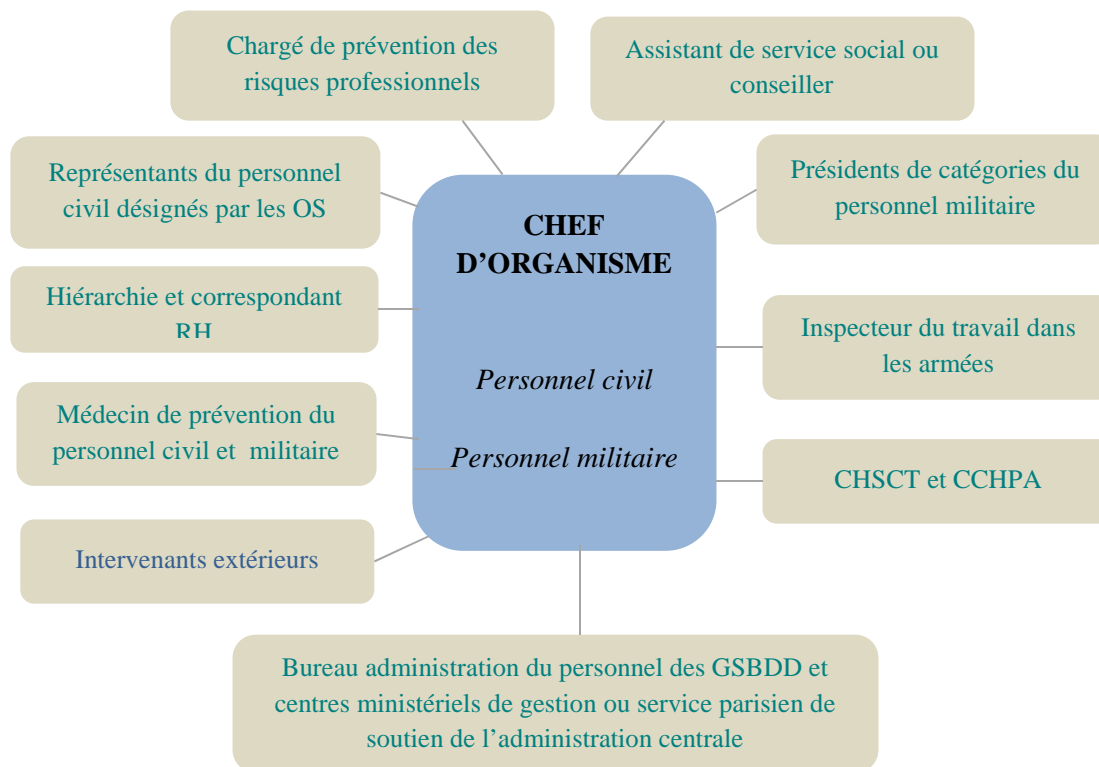 Chargé de prévention des
risques professionnels
Assistant de service social ou
conseiller
Représentants du personnel
civil désignés par les OS
Présidents de catégories du
personnel militaire
CHEF
D’ORGANISME
Hiérarchie et correspondant
RH
Inspecteur du travail dans
les armées
Personnel civil
Médecin de prévention du
personnel civil et militaire
Personnel militaire
CHSCT et CCHPA
Intervenants extérieurs
Bureau administration du personnel des GSBDD et
centres ministériels de gestion ou service parisien de
soutien de l’administration centrale